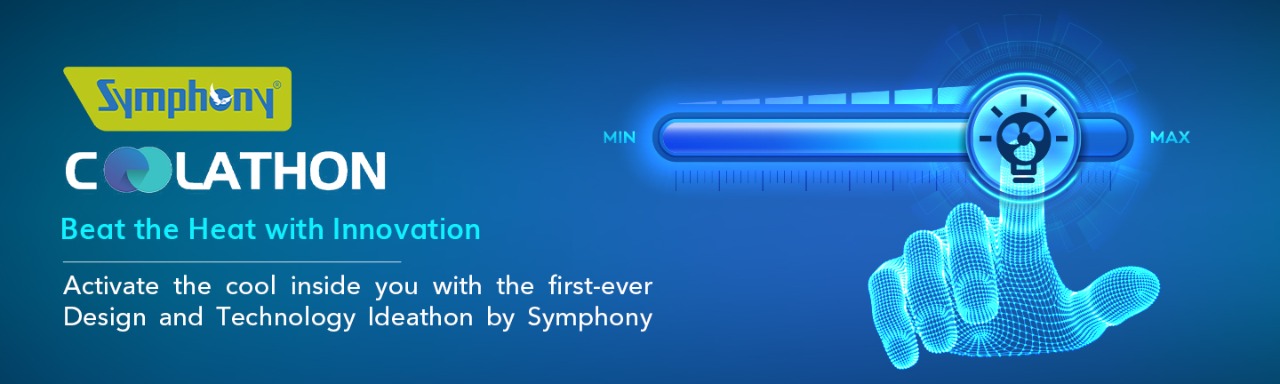 Symphony®
COOLATHON
Beat the Heat with Innovation
Activate the cool inside you with the first-ever
Design and Technology Ideathon by Symphony
MIN
MAX